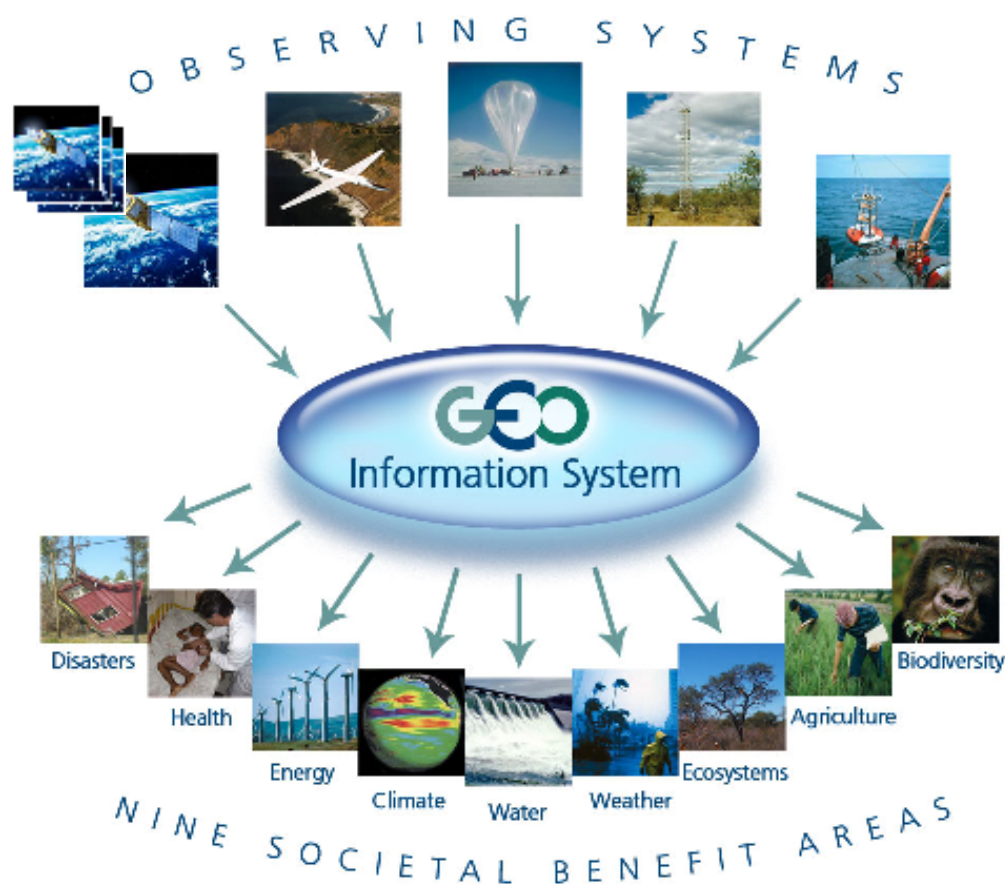 OBSERVING SYSTEMS
GEO
Information System
Disasters
Health
Energy
Climate
Water
Weather
Ecosystems
Agriculture
Biodiversity
NINE SOCIETAL BENEFIT AREAS